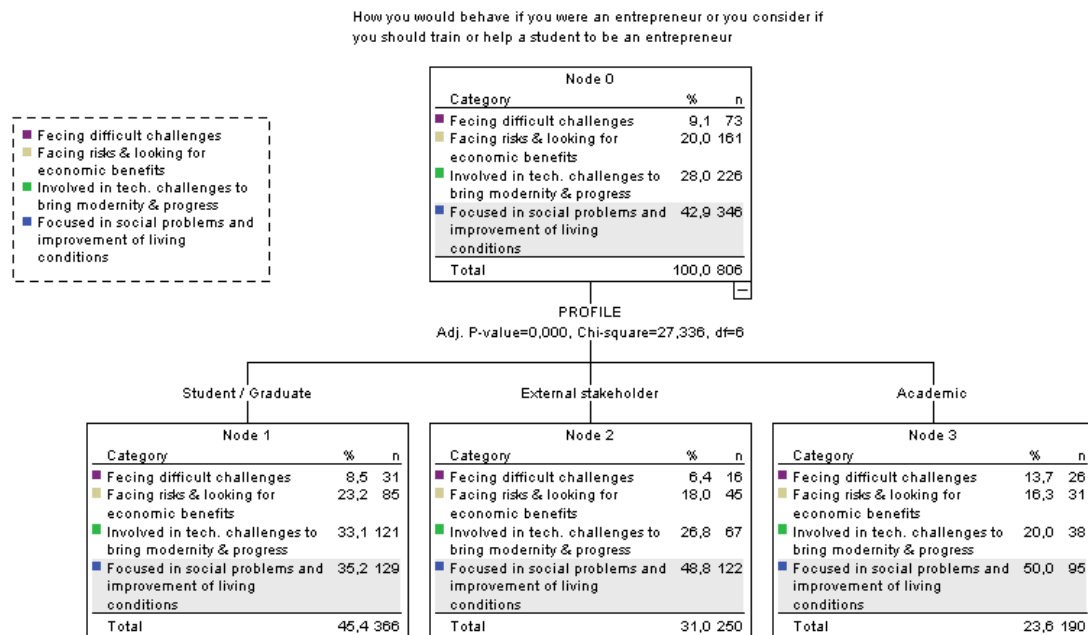 How you would behave if you were an entrepreneur or you consider if
you should train or help a student to be an entrepreneur
Fecing difficult challenges
Facing risks & looking for
economic benefits
Involved in tech. challenges to
bring modernity & progress
Focused in social problems and
improvement of living
conditions
Node 0
Category % n
Fecing difficult challenges 9,1 73
Facing risks & looking for 20,0 161
economic benefits
Involved in tech. challenges to 28,0 226
bring modernity & progress
Focused in social problems and 42,9 346
improvement of living
conditions
Total 100,0 806
PROFILE
Adj. P-value=0,000, Chi-square=27,336, df=6
Student / Graduate
Node 1
Category % n
Fecing difficult challenges 8,5 31
Facing risks & looking for 23,2 85
economic benefits
Involved in tech. challenges to 33,1 121
bring modernity & progress
Focused in social problems and 35,2 129
improvement of living
conditions
Total 45,4 366
External stakeholder
Node 2
Category % n
Fecing difficult challenges 6,4 16
Facing risks & looking for 18,0 45
economic benefits
Involved in tech. challenges to 26,8 67
bring modernity & progress
Focused in social problems and 48,8 122
improvement of living
conditions
Total 31,0 250
Academic
Node 3
Category % n
Fecing difficult challenges 13,7 26
Facing risks & looking for 16,3 31
economic benefits
Involved in tech. challenges to 20,0 38
bring modernity & progress
Focused in social problems and 50,0 95
improvement of living
conditions
Total 23,6 190